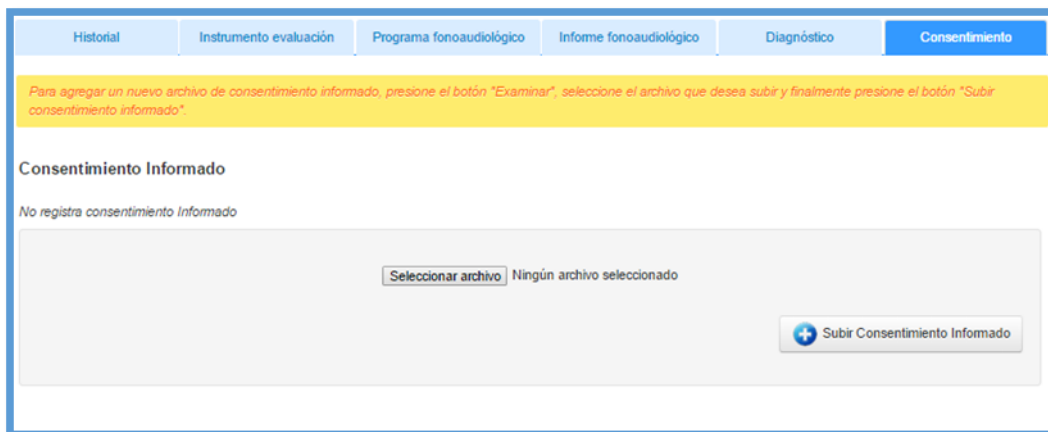 Historial
Instrumento evaluación
Programa fonoaudiológico
Informe fonoaudiológico
Diagnóstico
Consentimiento
Para agregar un nuevo archivo de consentimiento informado, presione el botón "Examinar", seleccione el archivo que desea subir y finalmente presione el botón "Subir
consentimiento informado".
Consentimiento Informado
No registra consentimiento Informado
Seleccionar archivo Ningún archivo seleccionado
Subir Consentimiento Informado